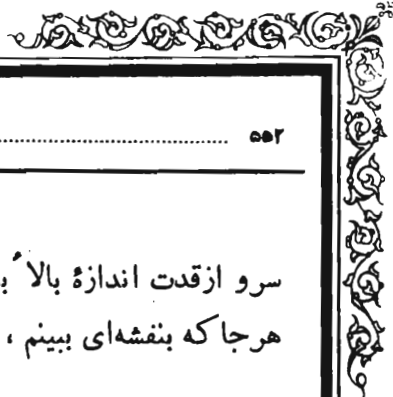 ۵۵۲
سرو ازقدت اندازهٔ بالا
هرجا که بنفشه‌ای ببینم ،